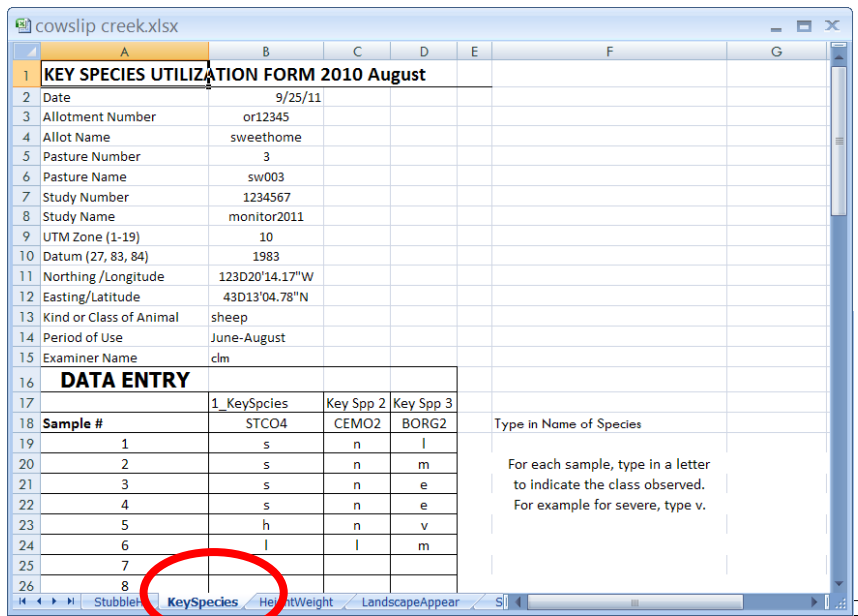 cowslip creek.xlsx
A B C D E F G
1 KEY SPECIES UTILIZATION FORM 2010 August
2 Date 9/25/11
3 Allotment Number or12345
4 Allot Name sweethome
5 Pasture Number 3
6 Pasture Name sw003
7 Study Number 1234567
8 Study Name monitor2011
9 UTM Zone (1-19) 10
10 Datum (27, 83, 84) 1983
11 Northing /Longitude 123D20'14.17"W
12 Easting/Latitude 43D13'04.78"N
13 Kind or Class of Animal sheep
14 Period of Use June-August
15 Examiner Name clm
16 DATA ENTRY
17 1_KeySpcies Key Spp 2 Key Spp 3
18 Sample # STCO4 CEMO2 BORG2 Type in Name of Species
19 1 s n l
20 2 s n m For each sample, type in a letter
21 3 s n e to indicate the class observed.
22 4 s n e For example for severe, type v.
23 5 h n v
24 6 l l m
25 7
26 8
KeySpecies LandscapeAppear S